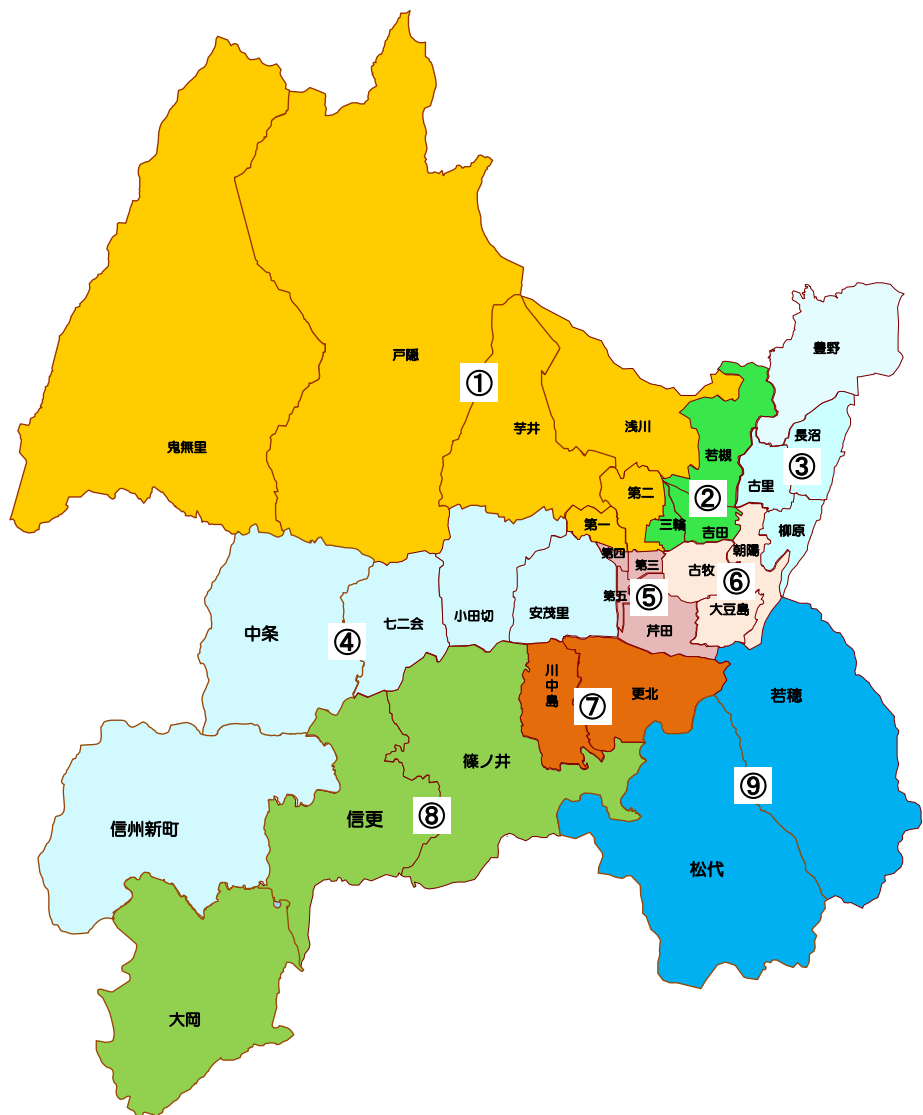 豊野
戸隠
①
芋井
浅川
長沼
鬼無里
若槻
③
古里
第二
②
第一
三輪
吉田
柳原
第四
第三
古牧
朝陽
⑥
第五
⑤
大豆島
中条
④
七二会
小田切
安茂里
芹田
川中島
更北
若穂
⑦
篠ノ井
⑨
信州新町
信更
⑧
松代
大岡